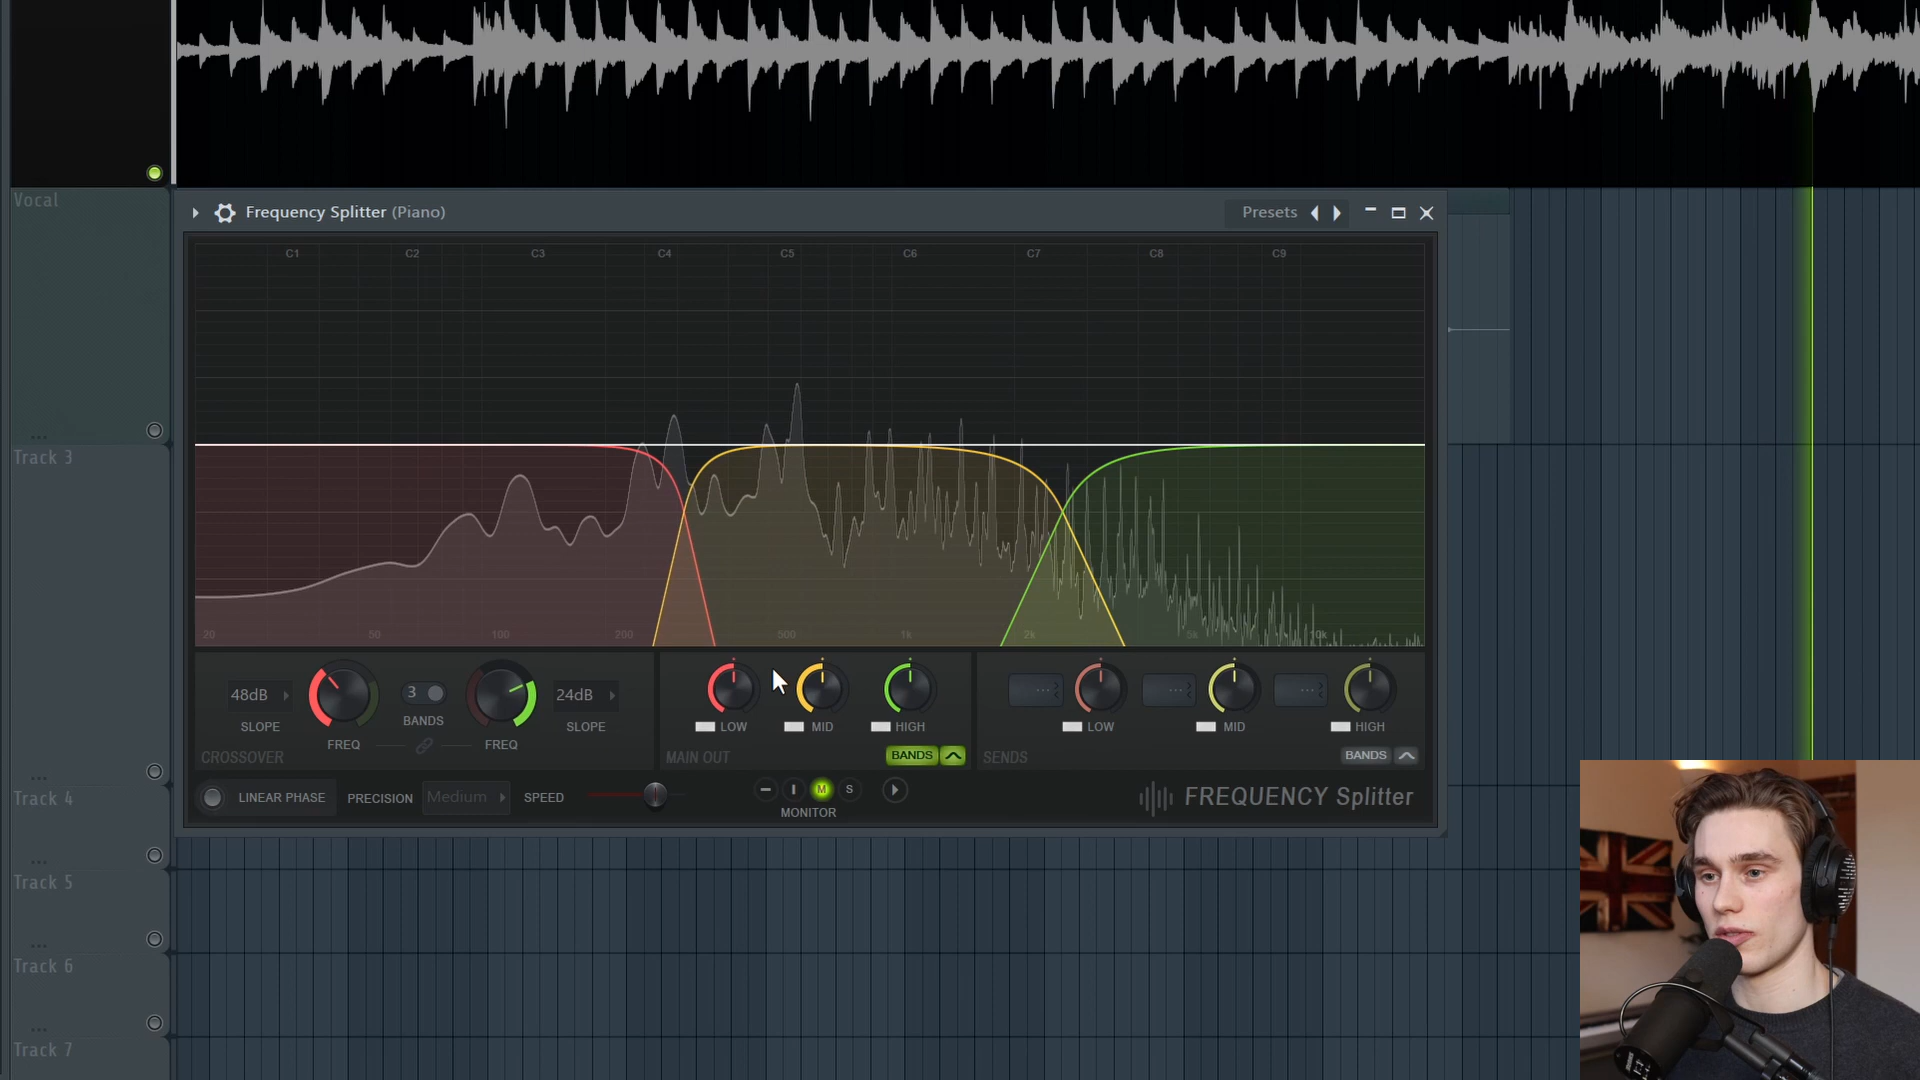 Vocal
Frequency Splitter (Piano)
Presets
C1 C2 C3 C4 C5 C6 C7 C8 C9
20 50 100 200 500 1k 2k 5k 10k
48dB 3 24dB
SLOPE BANDS SLOPE
FREQ FREQ
CROSSOVER
LOW MID HIGH
MAIN OUT BANDS
LOW MID HIGH
SENDS BANDS
LINEAR PHASE PRECISION Medium SPEED
M S
MONITOR
FREQUENCY Splitter
Track 3
Track 4
Track 5
Track 6
Track 7